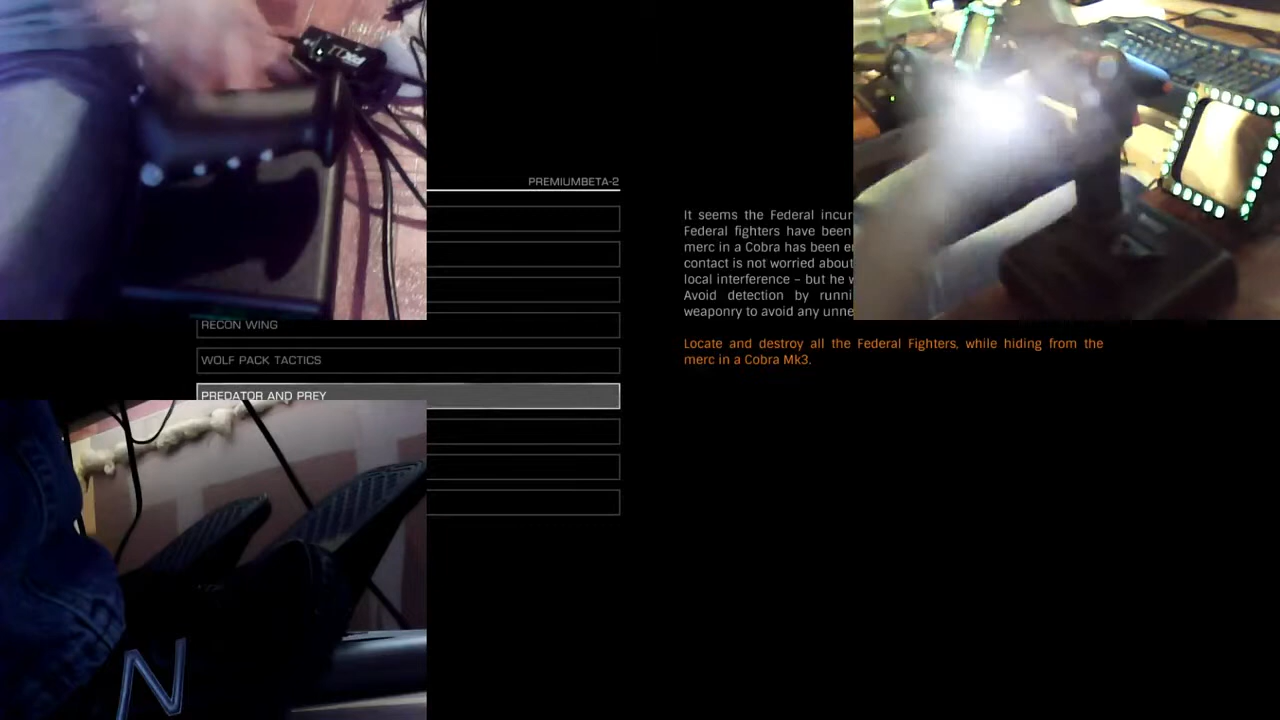 PREMIUMBETA-2
It seems the Federal incur
Federal fighters have been
merc in a Cobra has been e
contact is not worried about
local interference – but he w
Avoid detection by runni
weaponry to avoid any unne
RECON WING
Locate and destroy all the Federal Fighters, while hiding from the
merc in a Cobra Mk3.
WOLF PACK TACTICS
PREDATOR AND PREY
N